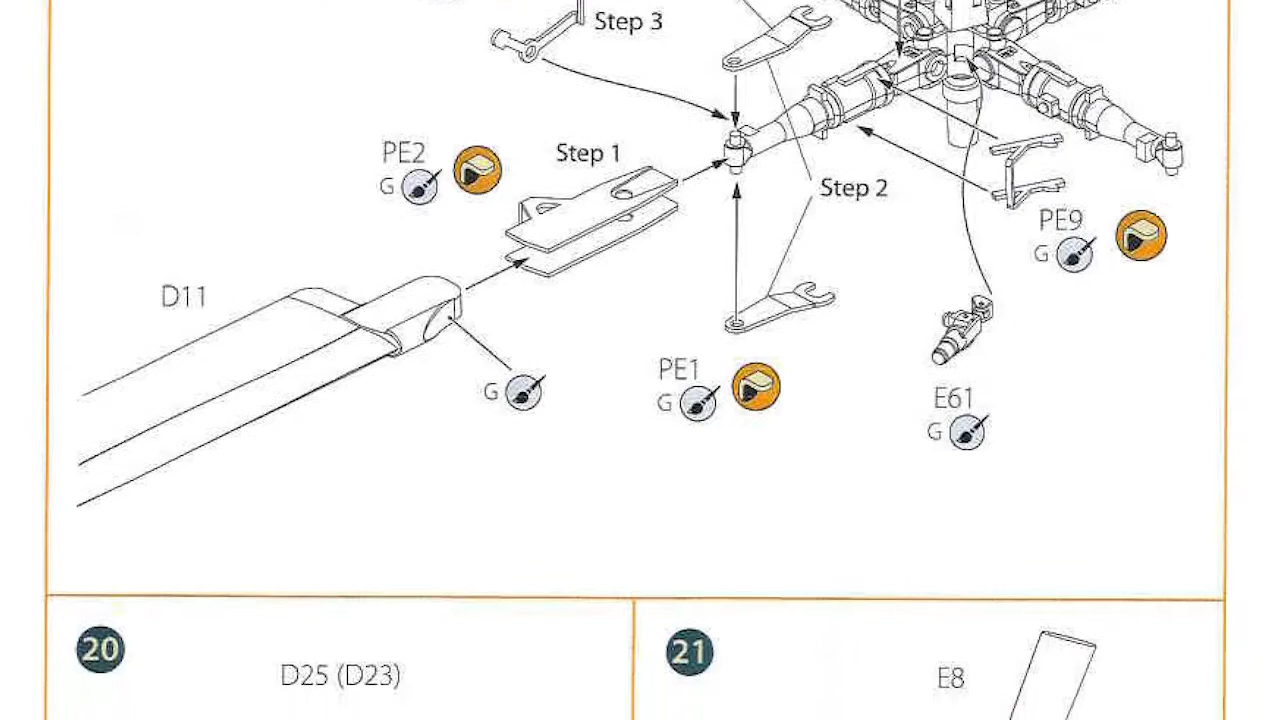 Step 3
PE2
G
Step 1
Step 2
PE9
G
D11
G
PE1
G
E61
G
20
D25 (D23)
21
E8